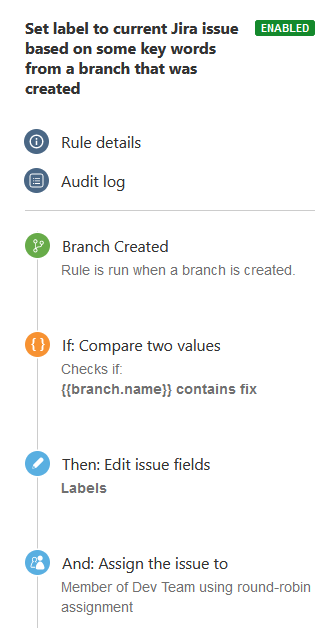 Set label to current Jira issue
ENABLED
based on some key words
from a branch that was
created
Rule details
Audit log
Branch Created
Rule is run when a branch is created.
If: Compare two values
Checks if:
{{branch.name}} contains fix
Then: Edit issue fields
Labels
And: Assign the issue to
Member of Dev Team using round-robin
assignment